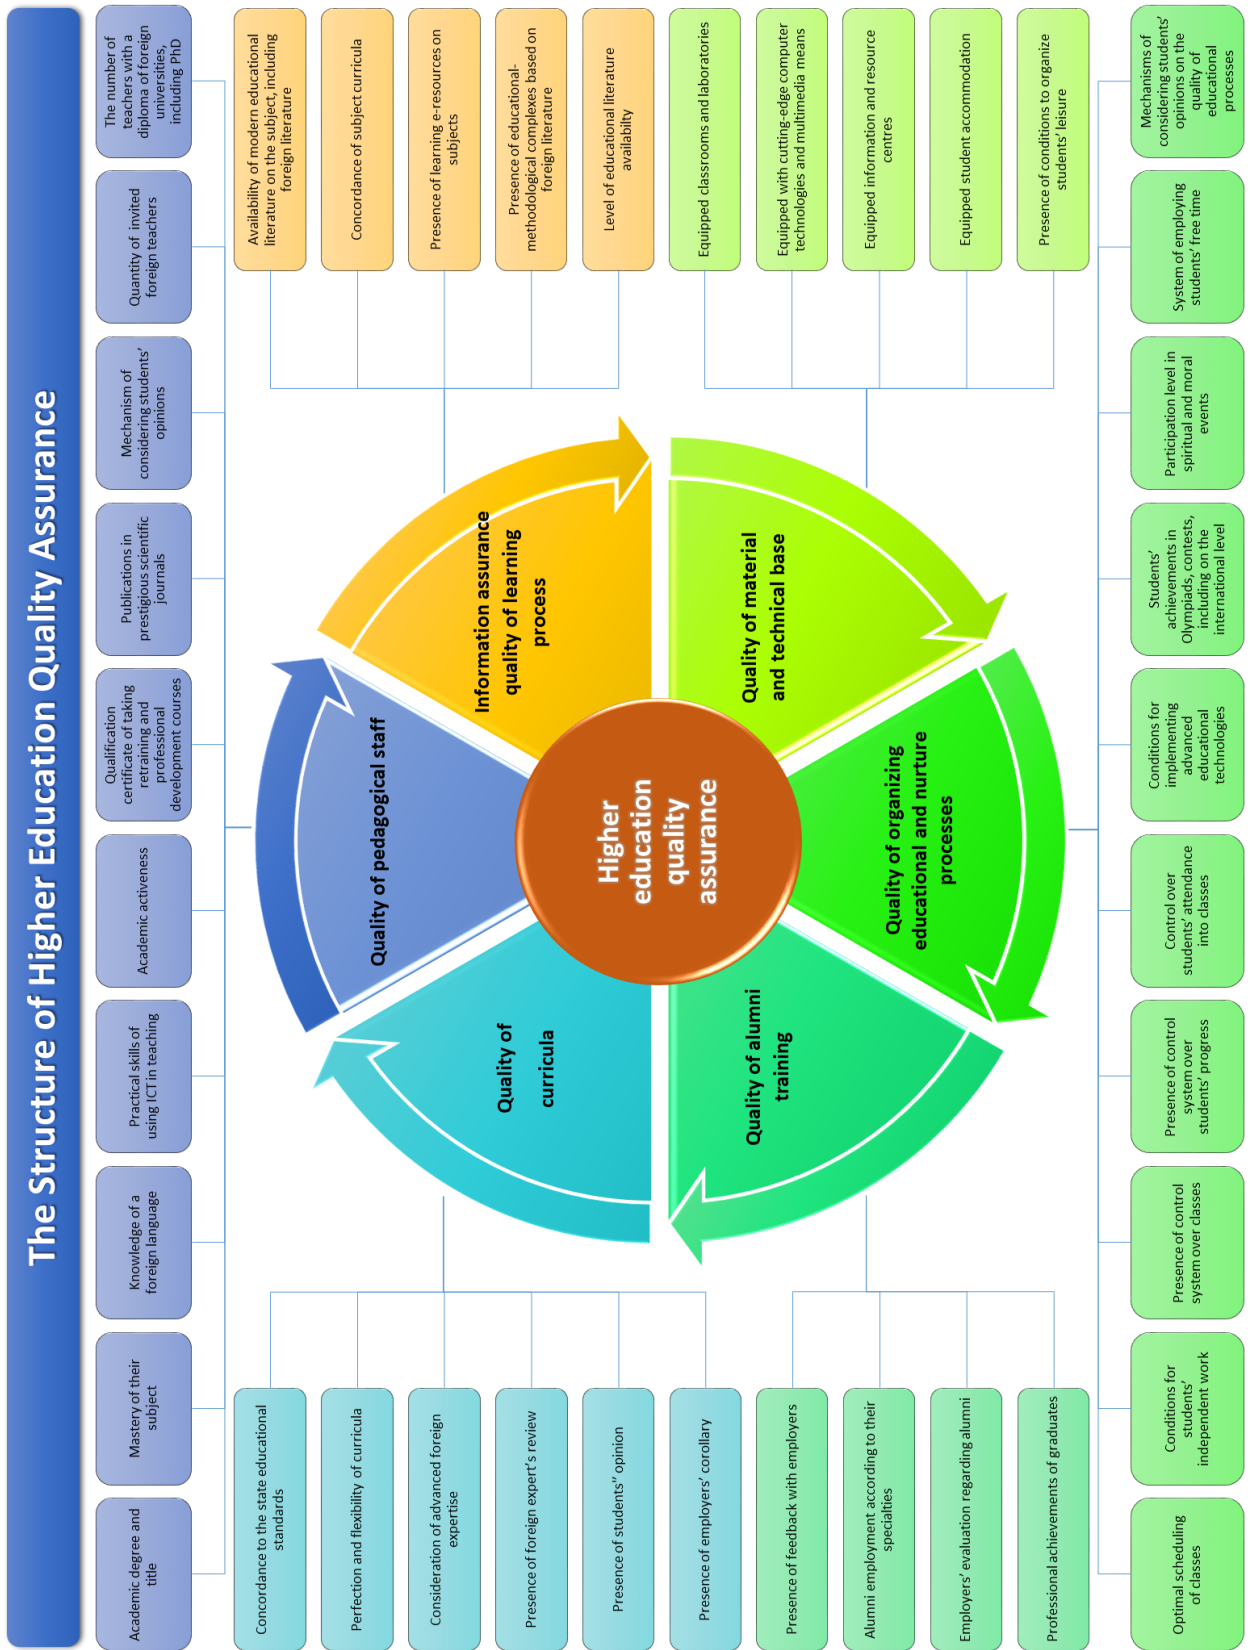 The Structure of Higher Education Quality Assurance
Academic degree and
title
Mastery of their
subject
Knowledge of a
foreign language
Practical skills of
using ICT in teaching
Academic activeness
Qualification
certificate of taking
retraining and
professional
development courses
Publications in
prestigious scientific
journals
Mechanism of
considering students'
opinions
Quantity of invited
foreign teachers
The number of
teachers with a
diploma of foreign
universities,
including PhD
Concordance to the state educational
standards
Perfection and flexibility of curricula
Consideration of advanced foreign
expertise
Presence of foreign expert's review
Presence of students'' opinion
Presence of employers' corollary
Presence of feedback with employers
Alumni employment according to their
specialties
Employers' evaluation regarding alumni
Professional achievements of graduates
Quality of pedagogical staff
Information assurance
quality of learning
process
Quality of material
and technical base
Quality of organizing
educational and nurture
processes
Quality of alumni
training
Quality of
curricula
Higher
education
quality
assurance
Availability of modern educational
literature on the subject, including
foreign literature
Concordance of subject curricula
Presence of learning e-resources on
subjects
Presence of educational-
methodological complexes based on
foreign literature
Level of educational literature
availabilty
Equipped classrooms and laboratories
Equipped with cutting-edge computer
technologies and multimedia means
Equipped information and resource
centres
Equipped student accommodation
Presence of conditions to organize
students' leisure
Optimal scheduling
of classes
Conditions for
students'
independent work
Presence of control
system over classes
Presence of control
system over
students' progress
Control over
students' attendance
into classes
Conditions for
implementing
advanced
educational
technologies
Students'
achievements in
Olympiads, contests,
including on the
international level
Participation level in
spiritual and moral
events
System of employing
students' free time
Mechanisms of
considering students'
opinions on the
quality of
educational
processes